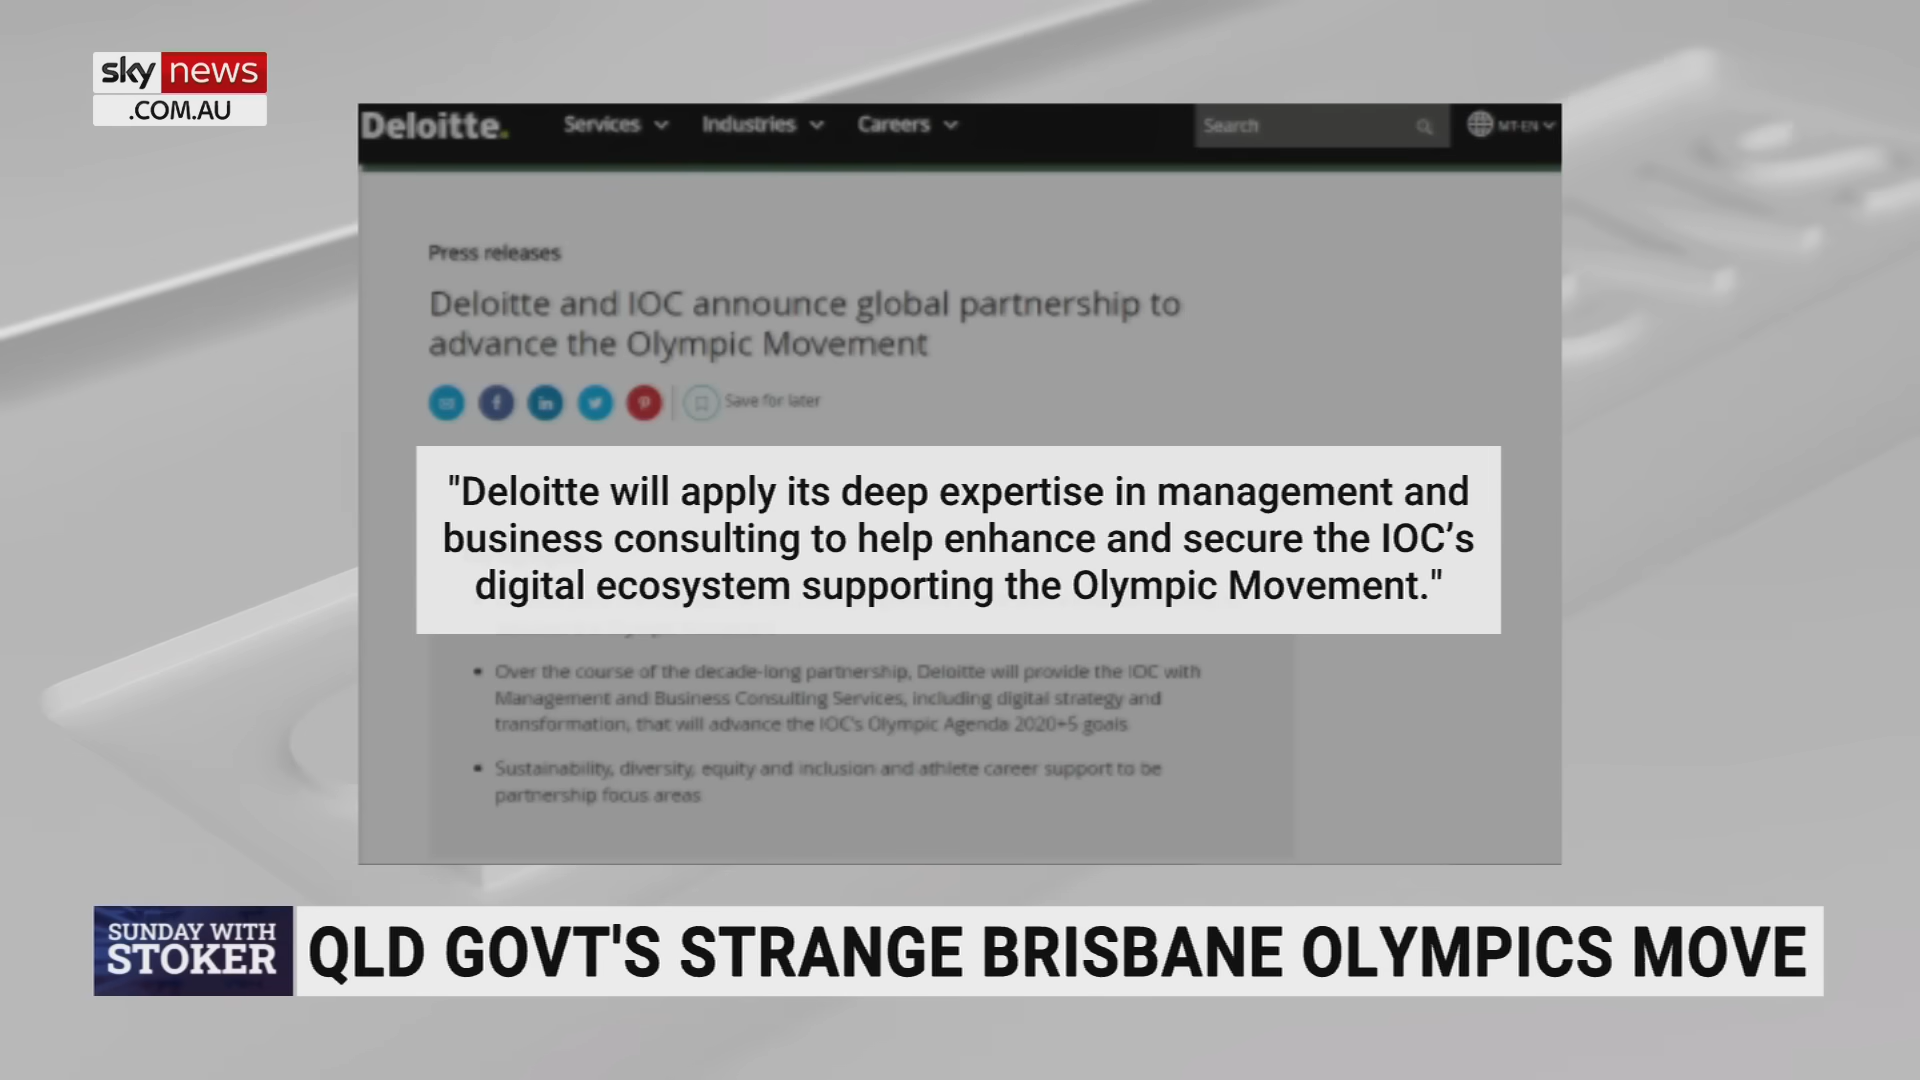 sky news
.COM.AU
Deloitte.
Services
Industries
Careers
Search
MT-EN
Press releases
Deloitte and IOC announce global partnership to
advance the Olympic Movement
Save for later
"Deloitte will apply its deep expertise in management and
business consulting to help enhance and secure the IOC’s
digital ecosystem supporting the Olympic Movement."
Over the course of the decade-long partnership, Deloitte will provide the IOC with
Management and Business Consulting Services, including digital strategy and
transformation, that will advance the IOC's Olympic Agenda 2020+5 goals
Sustainability, diversity, equity and inclusion and athlete career support to be
partnership focus areas
SUNDAY WITH
STOKER
QLD GOVT'S STRANGE BRISBANE OLYMPICS MOVE